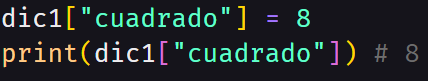 dic1["cuadrado"] = 8
print(dic1["cuadrado"]) # 8